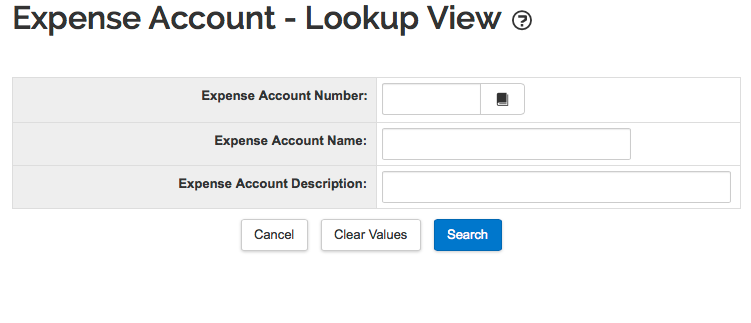 Expense Account - Lookup View
Expense Account Number:
Expense Account Name:
Expense Account Description:
Cancel Clear Values Search